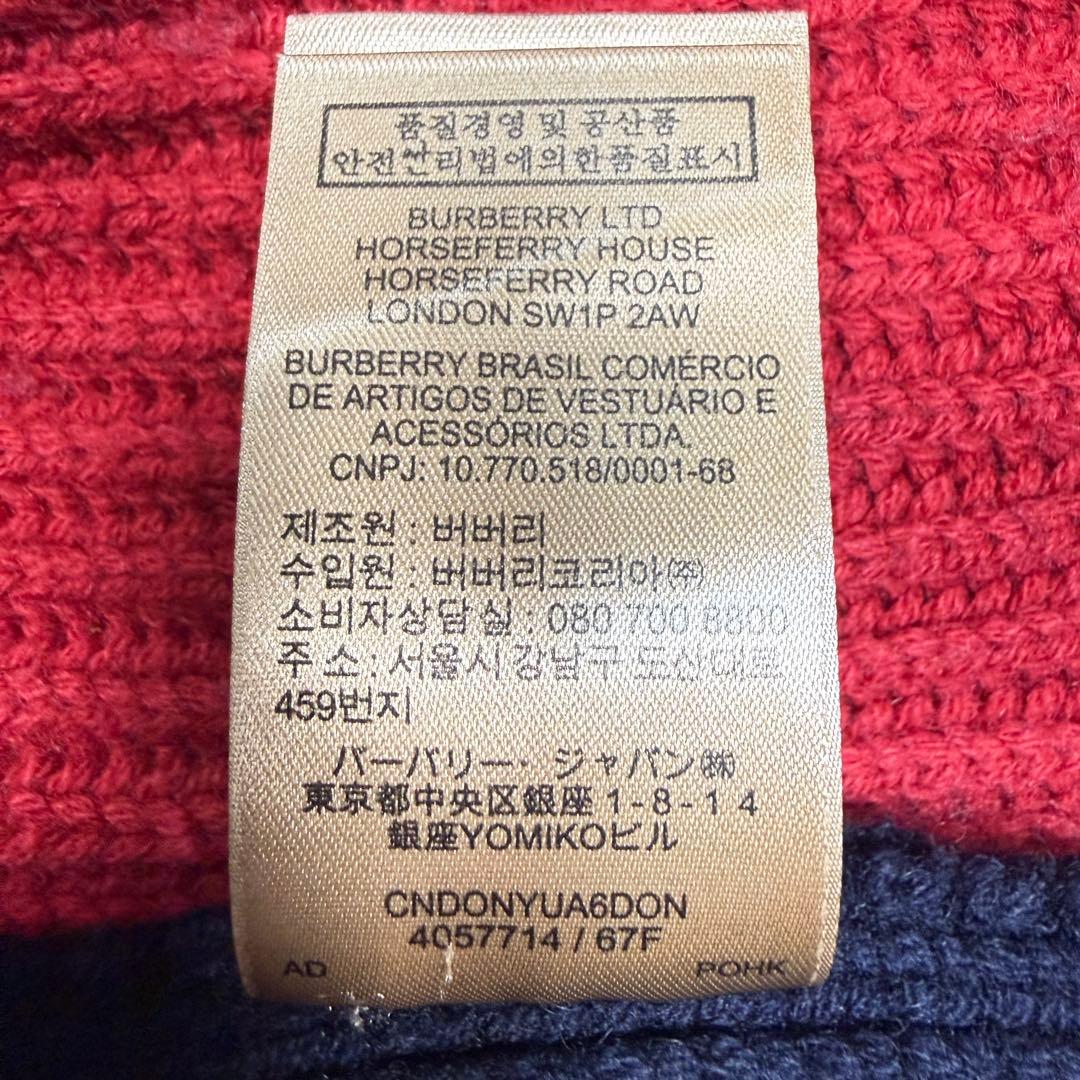 품질경영 및 공산품
안전싼리법에의한품질표시
BURBERRY LTD
HORSEFERRY HOUSE
HORSEFERRY ROAD
LONDON SW1P 2AW
BURBERRY BRASIL COMÉRCIO
DE ARTIGOS DE VESTUÁRIO E
ACESSÓRIOS LTDA.
CNPJ: 10.770.518/0001-68
제조원 : 버버리
수입원 : 버버리코리아㈜
소비자상담실 : 080 700 8800
주 소 : 서울시 강남구 도산대로
459번지
バーバリー・ジャパン㈱
東京都中央区銀座1-8-14
銀座YOMIKOビル
CNDONYUA6DON
4057714 / 67F
AD POHK